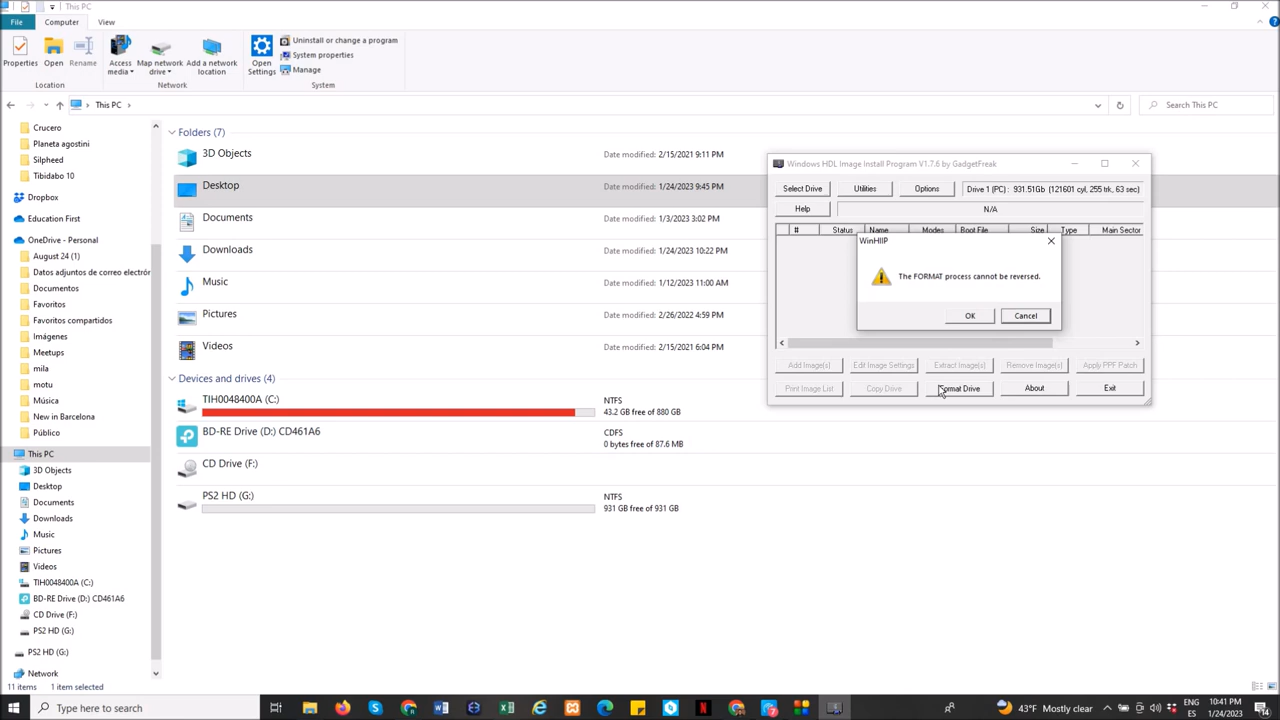 This PC
File Computer View
Properties Open Rename Access media Map network drive Add a network location Open Settings Uninstall or change a program
System properties
Manage
Location Network System
This PC Search This PC
Crucero
Planeta agostini
Silpheed
Tibidabo 10
Dropbox
Education First
OneDrive - Personal
August 24 (1)
Datos adjuntos de correo electrór
Documentos
Favoritos
Favoritos compartidos
Imágenes
Meetups
mila
motu
Música
New in Barcelona
Público
This PC
3D Objects
Desktop
Documents
Downloads
Music
Pictures
Videos
TIH0048400A (C:)
BD-RE Drive (D:) CD461A6
CD Drive (F:)
PS2 HD (G:)
PS2 HD (G:)
Network
Folders (7)
3D Objects Date modified: 2/15/2021 9:11 PM
Desktop Date modified: 1/24/2023 9:45 PM
Documents Date modified: 1/3/2023 3:02 PM
Downloads Date modified: 1/24/2023 10:22 PM
Music Date modified: 1/12/2023 11:00 AM
Pictures Date modified: 2/26/2022 4:59 PM
Videos Date modified: 2/15/2021 6:04 PM
Devices and drives (4)
TIH0048400A (C:) NTFS
43.2 GB free of 880 GB
BD-RE Drive (D:) CD461A6 CDFS
0 bytes free of 87.6 MB
CD Drive (F:)
PS2 HD (G:) NTFS
931 GB free of 931 GB
Windows HDL Image Install Program V1.7.6 by GadgetFreak
Select Drive Utilities Options Drive 1 (PC) : 931.51Gb (121601 cyl, 255 trk, 63 sec)
Help N/A
# Status Name Modes Boot File Size Type Main Sector
WinHIIP
The FORMAT process cannot be reversed.
OK Cancel
Add Image(s) Edit Image Settings Extract Image(s) Remove Image(s) Apply PPF Patch
Print Image List Copy Drive Format Drive About Exit
11 items 1 item selected
Type here to search
43°F Mostly clear
ENG
ES
10:41 PM
1/24/2023
14